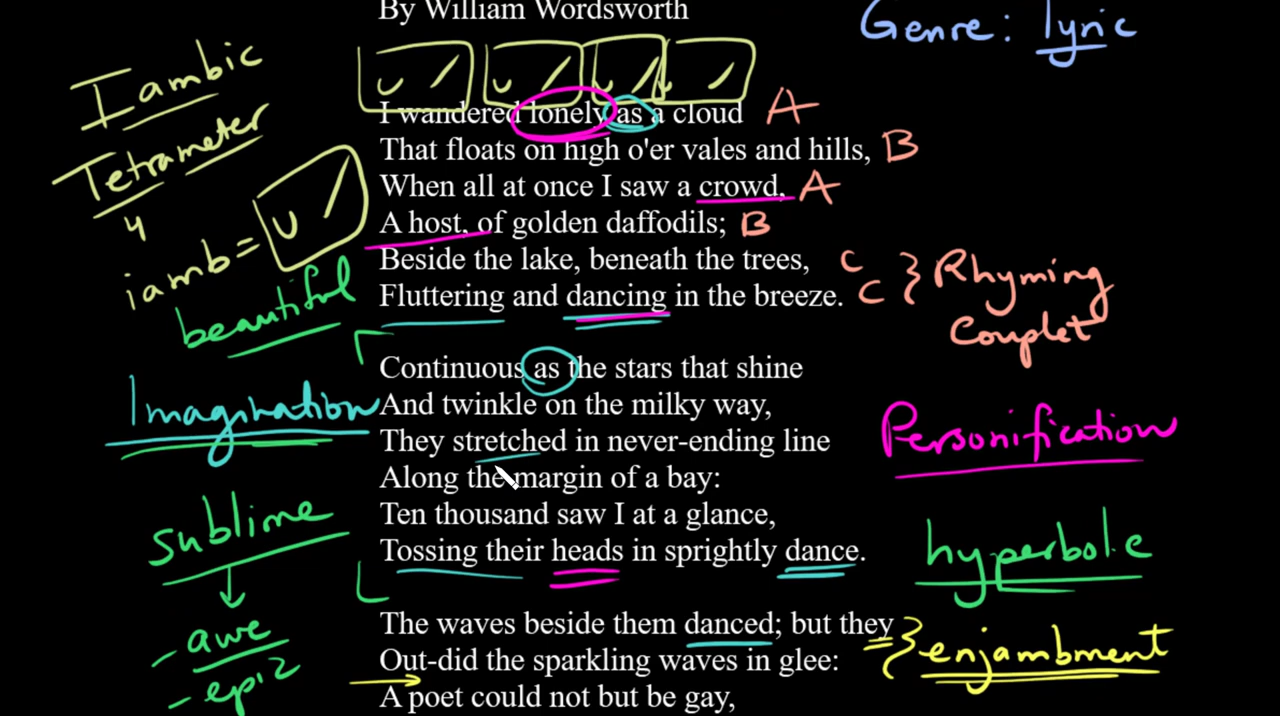 By William Wordsworth
Genre: lyric
Iambic
Tetrameter
4
iamb = u /
u / u / u / u /
I wandered lonely as a cloud A
That floats on high o'er vales and hills, B
When all at once I saw a crowd, A
A host, of golden daffodils; B
Beside the lake, beneath the trees, C
Fluttering and dancing in the breeze. C
} Rhyming
Couplet
beautiful
Continuous as the stars that shine
And twinkle on the milky way,
They stretched in never-ending line
Along the margin of a bay:
Ten thousand saw I at a glance,
Tossing their heads in sprightly dance.
Imagination
Personification
sublime
- awe
- epic
hyperbole
The waves beside them danced; but they
Out-did the sparkling waves in glee:
A poet could not but be gay,
} enjambment